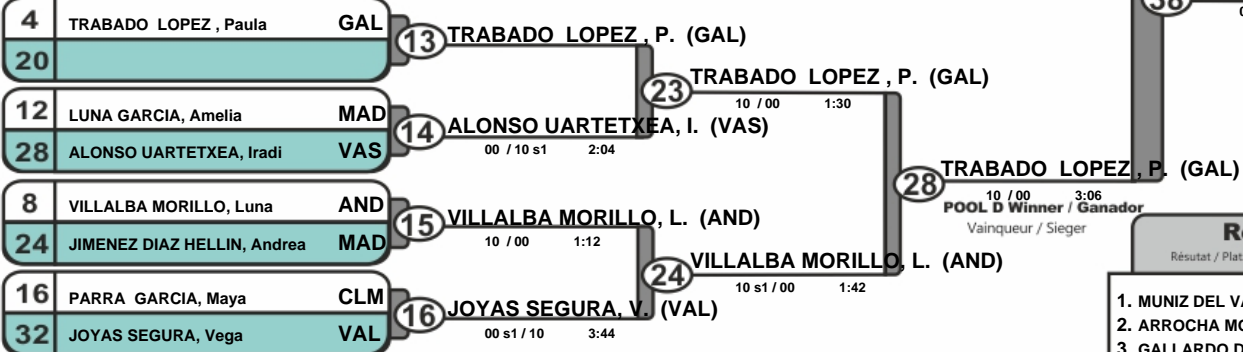 4 TRABADO LOPEZ , Paula GAL
20
12 LUNA GARCIA, Amelia MAD
28 ALONSO UARTETXEA, Iradi VAS
8 VILLALBA MORILLO, Luna AND
24 JIMENEZ DIAZ HELLIN, Andrea MAD
16 PARRA GARCIA, Maya CLM
32 JOYAS SEGURA, Vega VAL
13 TRABADO LOPEZ , P. (GAL)
14 ALONSO UARTETXEA, I. (VAS)
00 / 10 s1 2:04
15 VILLALBA MORILLO, L. (AND)
10 / 00 1:12
16 JOYAS SEGURA, V. (VAL)
00 s1 / 10 3:44
23 TRABADO LOPEZ , P. (GAL)
10 / 00 1:30
24 VILLALBA MORILLO, L. (AND)
10 s1 / 00 1:42
28 TRABADO LOPEZ , P. (GAL)
10 / 00 3:06
POOL D Winner / Ganador
Vainqueur / Sieger
38
Résutat / Plat
1. MUNIZ DEL VA
2. ARROCHA MO
3. GALLARDO D